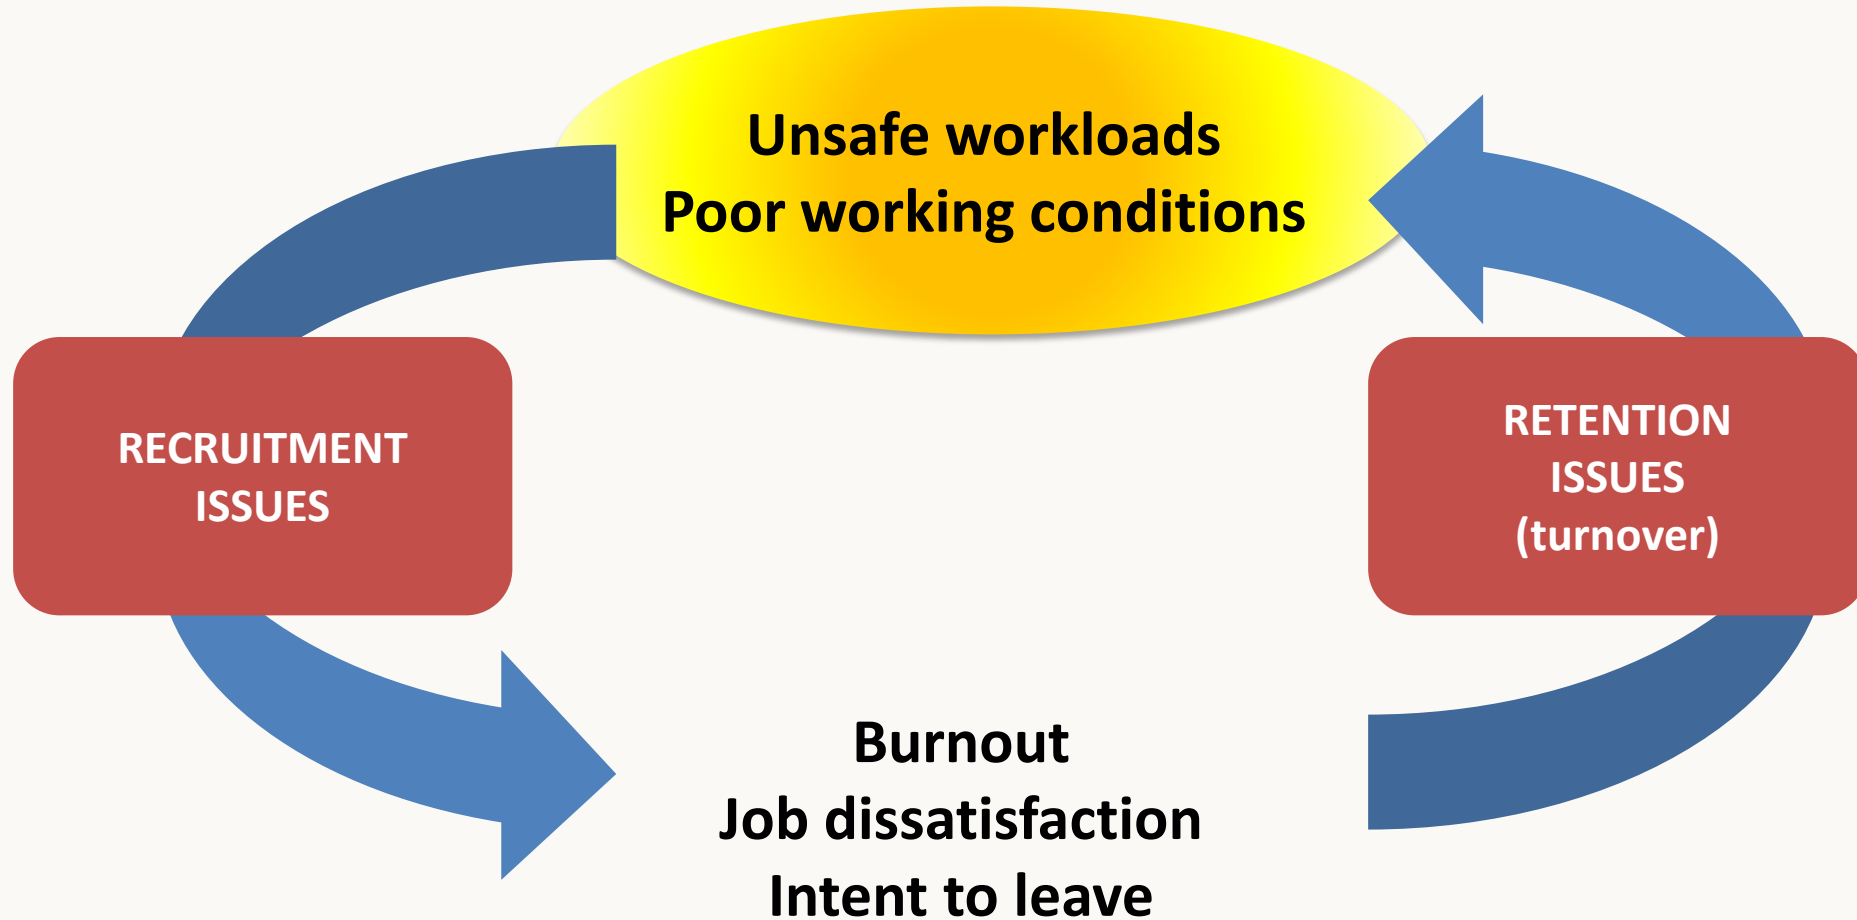 Unsafe workloads
Poor working conditions
RECRUITMENT
ISSUES
RETENTION
ISSUES
(turnover)
Burnout
Job dissatisfaction
Intent to leave